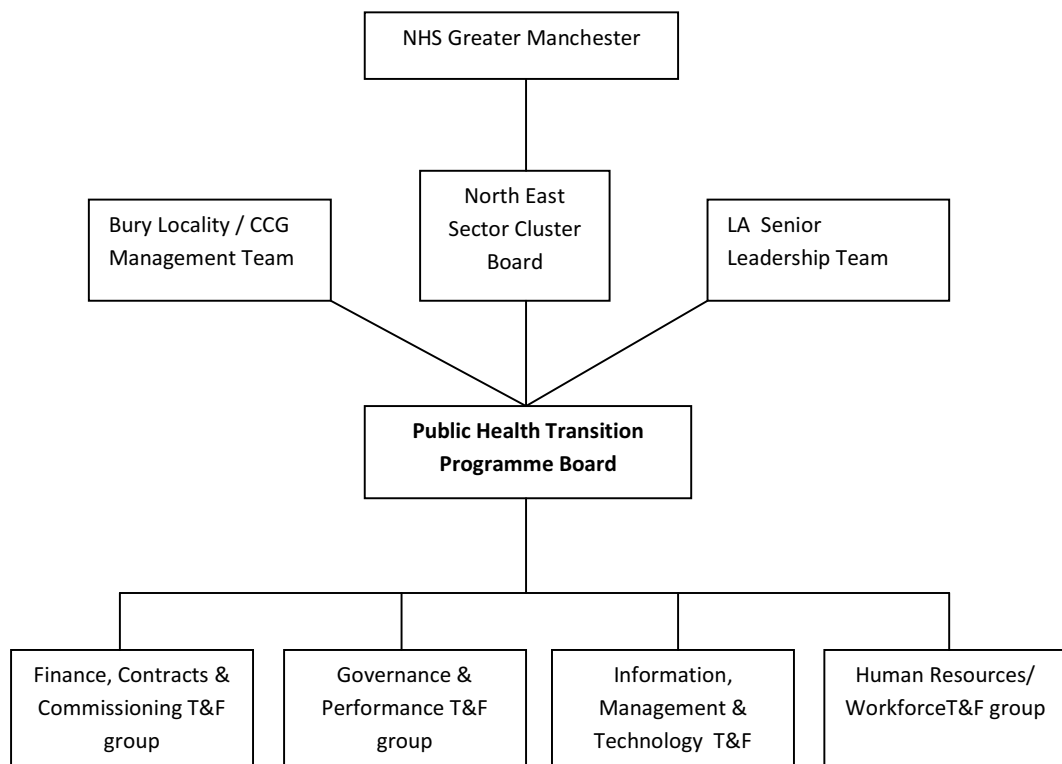 NHS Greater Manchester
Bury Locality / CCG
Management Team
North East
Sector Cluster
Board
LA  Senior
Leadership Team
Public Health Transition
Programme Board
Finance, Contracts &
Commissioning T&F
group
Governance &
Performance T&F
group
Information,
Management &
Technology  T&F
Human Resources/
WorkforceT&F group